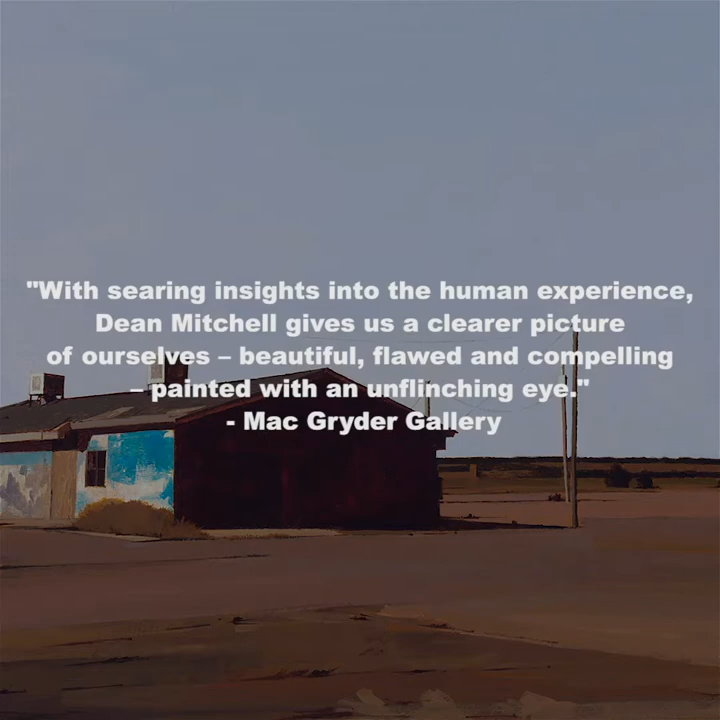 "With searing insights into the human experience,
Dean Mitchell gives us a clearer picture
of ourselves – beautiful, flawed and compelling
– painted with an unflinching eye."
- Mac Gryder Gallery